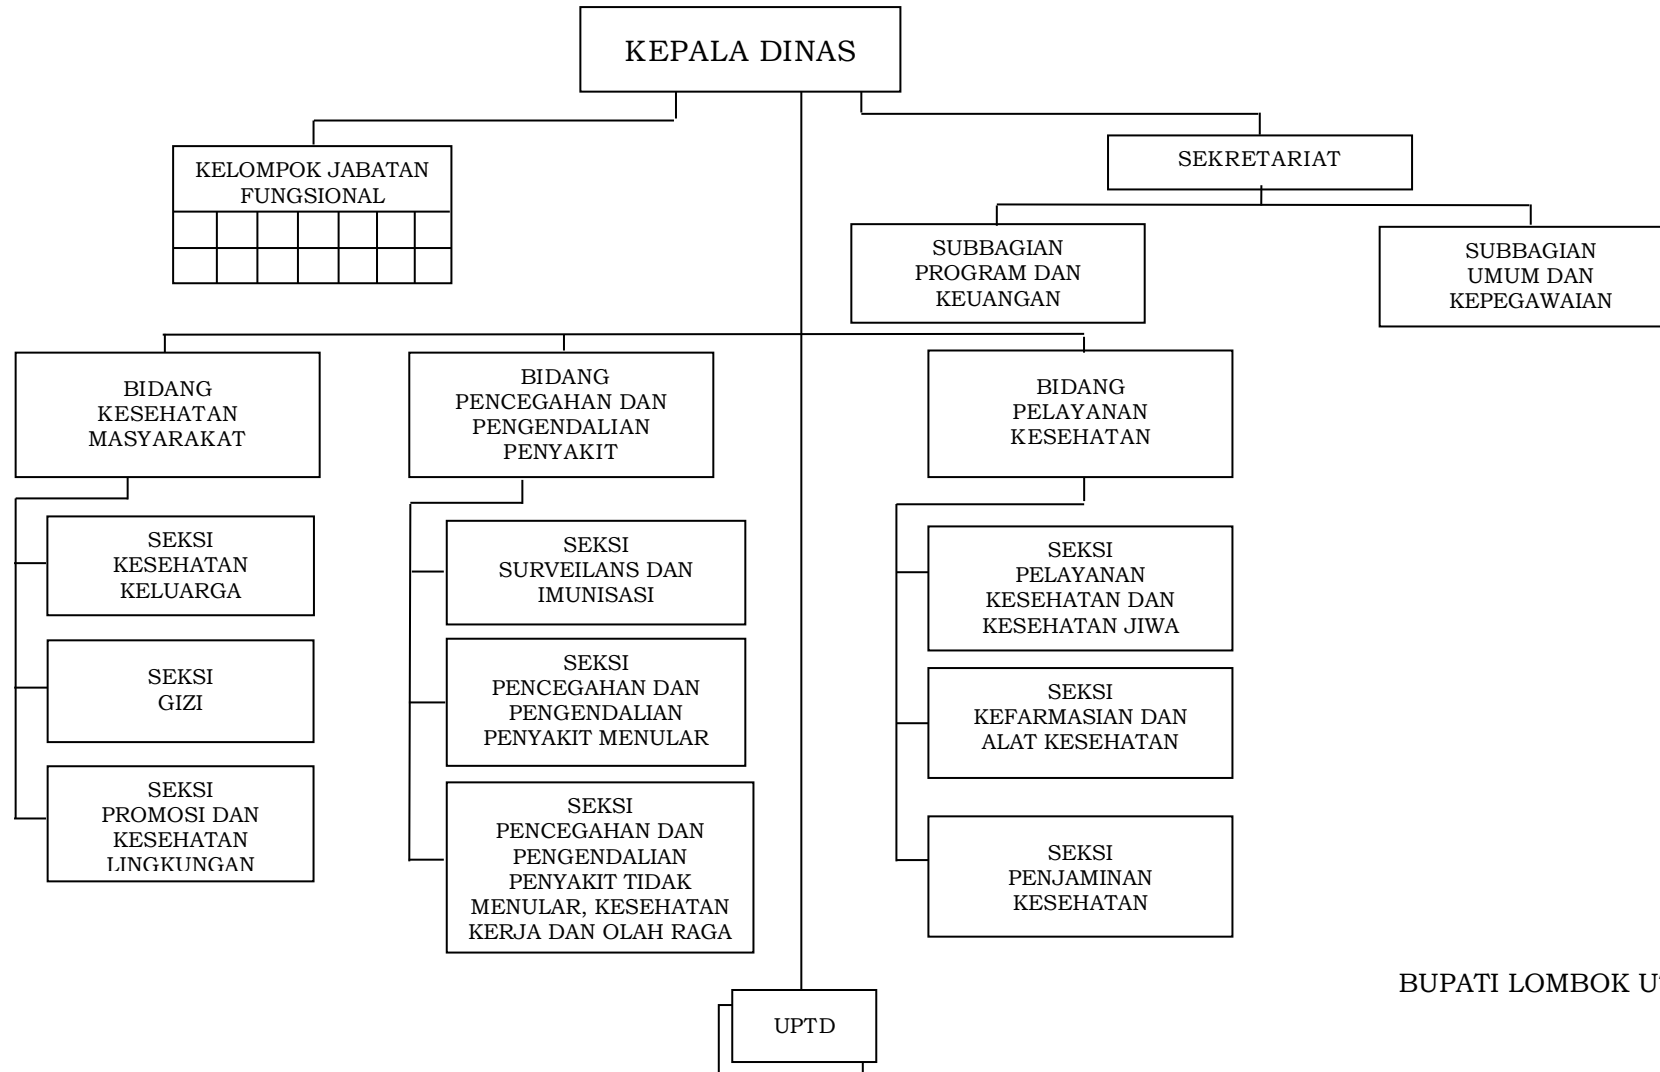 KEPALA DINAS
KELOMPOK JABATAN
FUNGSIONAL
SEKRETARIAT
SUBBAGIAN
PROGRAM DAN
KEUANGAN
SUBBAGIAN
UMUM DAN
KEPEGAWAIAN
BIDANG
KESEHATAN
MASYARAKAT
BIDANG
PENCEGAHAN DAN
PENGENDALIAN
PENYAKIT
BIDANG
PELAYANAN
KESEHATAN
SEKSI
KESEHATAN
KELUARGA
SEKSI
GIZI
SEKSI
PROMOSI DAN
KESEHATAN
LINGKUNGAN
SEKSI
SURVEILANS DAN
IMUNISASI
SEKSI
PENCEGAHAN DAN
PENGENDALIAN
PENYAKIT MENULAR
SEKSI
PENCEGAHAN DAN
PENGENDALIAN
PENYAKIT TIDAK
MENULAR, KESEHATAN
KERJA DAN OLAH RAGA
SEKSI
PELAYANAN
KESEHATAN DAN
KESEHATAN JIWA
SEKSI
KEFARMASIAN DAN
ALAT KESEHATAN
SEKSI
PENJAMINAN
KESEHATAN
UPTD
BUPATI LOMBOK